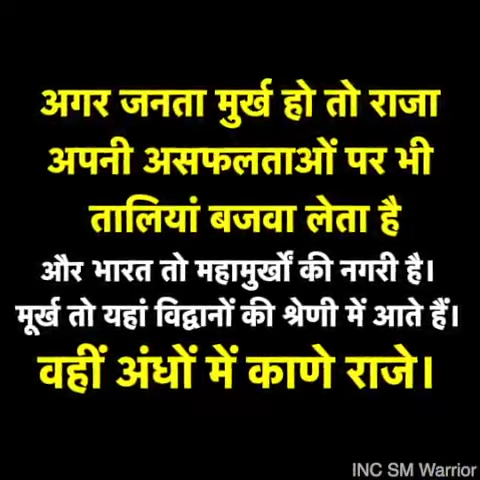 अगर जनता मुर्ख हो तो राजा
अपनी असफलताओं पर भी
तालियां बजवा लेता है
और भारत तो महामुर्खों की नगरी है।
मूर्ख तो यहां विद्वानों की श्रेणी में आते हैं।
वहीं अंधों में काणे राजे।
INC SM Warrior